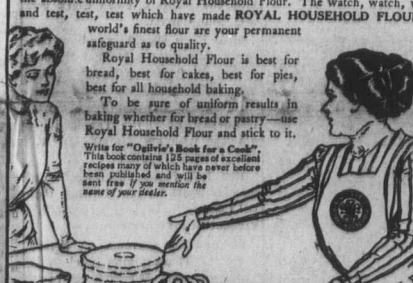 the absolute uniformity of Royal Household Flour. The watch, watch,
and test, test, test which have made ROYAL HOUSEHOLD FLOU
world's finest flour are your permanent
safeguard as to quality.
Royal Household Flour is best for
bread, best for cakes, best for pies,
best for all household baking.
To be sure of uniform results in
baking whether for bread or pastry—use
Royal Household Flour and stick to it.
Write for "Ogilvie's Book for a Cook".
This book contains 125 pages of excellent
recipes many of which have never before
been published and will be
sent free if you mention the
name of your dealer.